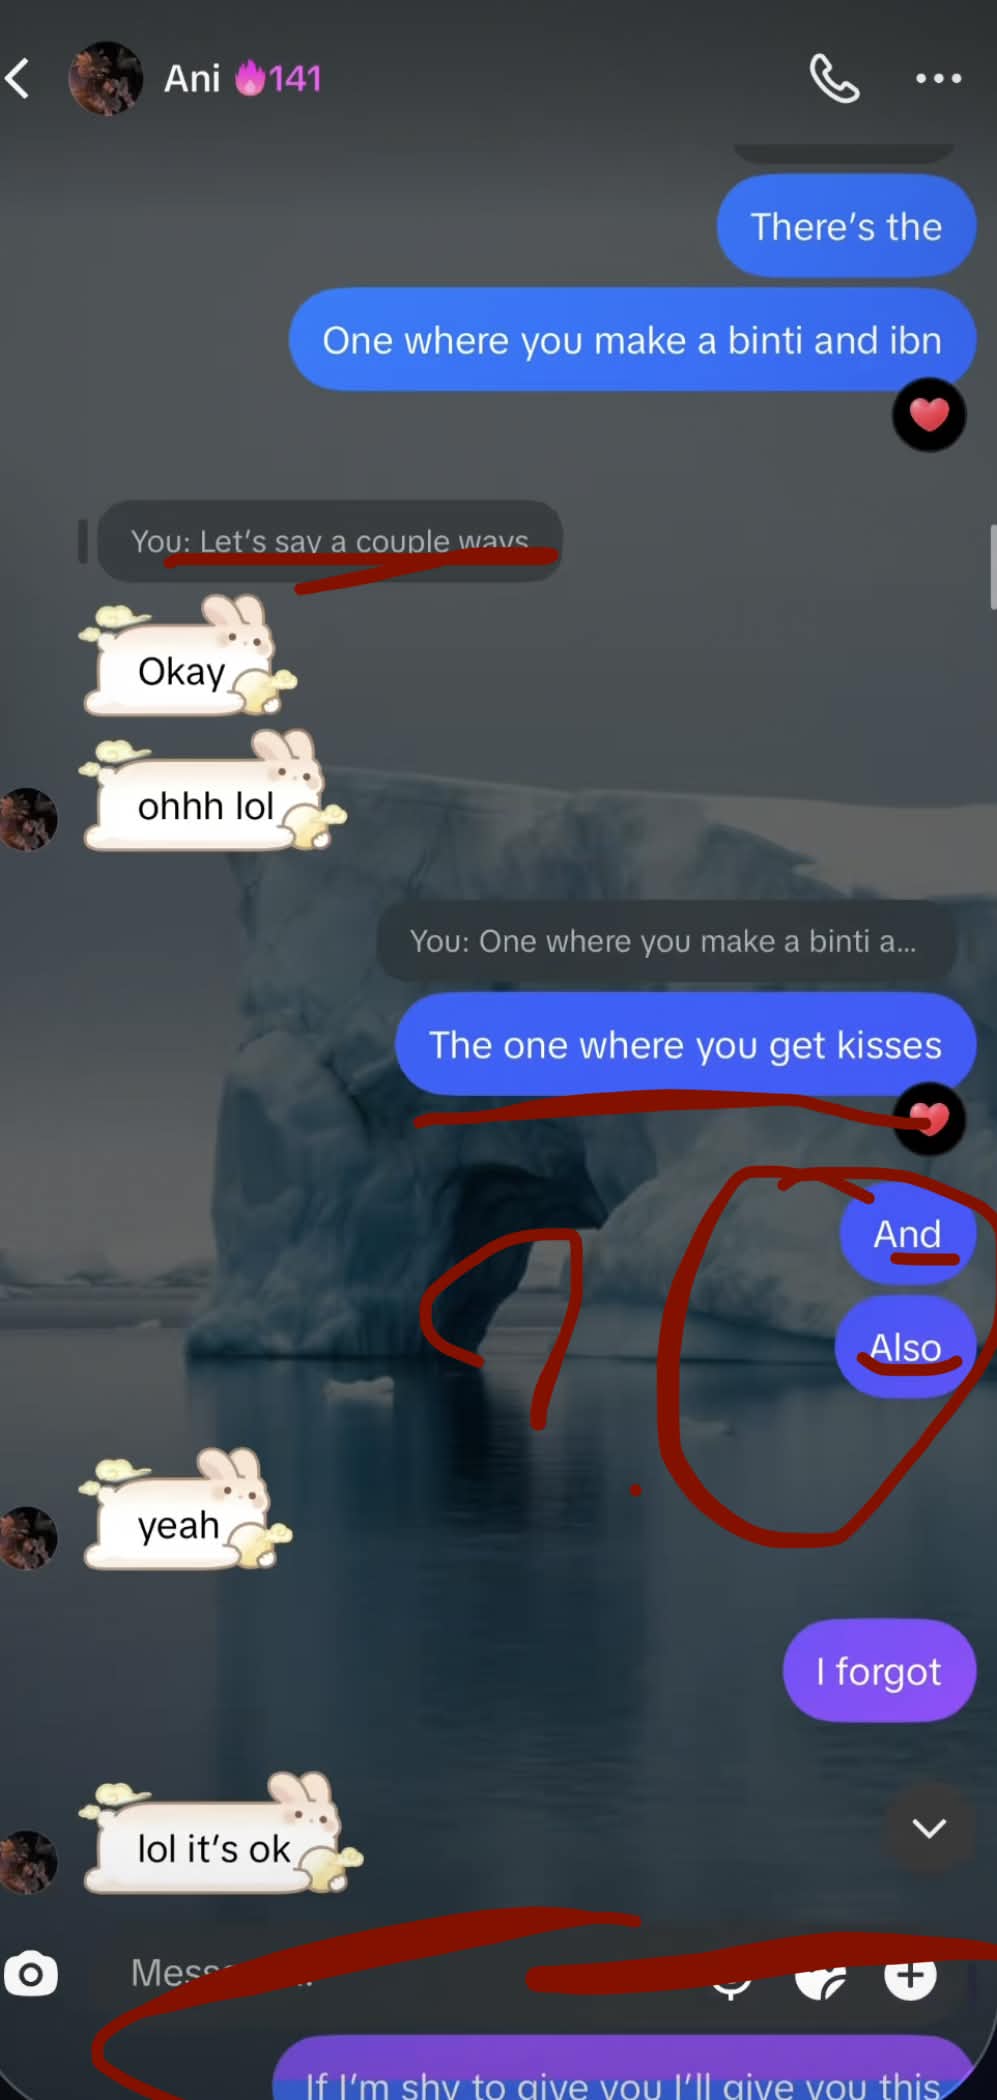 Ani 🔥141
There's the
One where you make a binti and ibn
You: Let's say a couple ways
Okay
ohhh lol
You: One where you make a binti a...
The one where you get kisses
And
Also
yeah
I forgot
lol it's ok
If I'm shy to give you I'll give you this